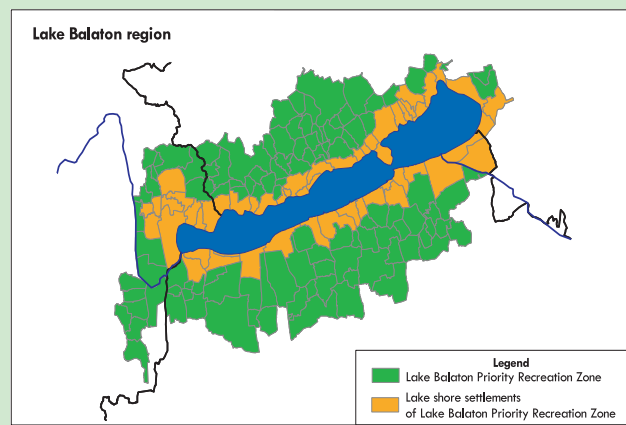 Lake Balaton region
Legend
Lake Balaton Priority Recreation Zone
Lake shore settlements
of Lake Balaton Priority Recreation Zone